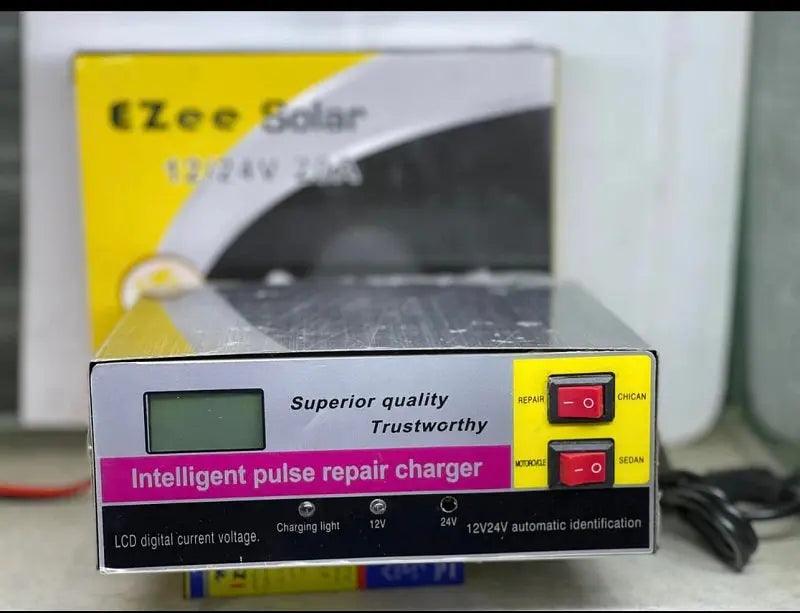 EZee Solar
12/24V
Superior quality
Trustworthy
REPAIR
CHICAN
Intelligent pulse repair charger
MOTORCYCLE
SEDAN
Charging light
12V
24V
LCD digital current voltage.
12V24V automatic identification